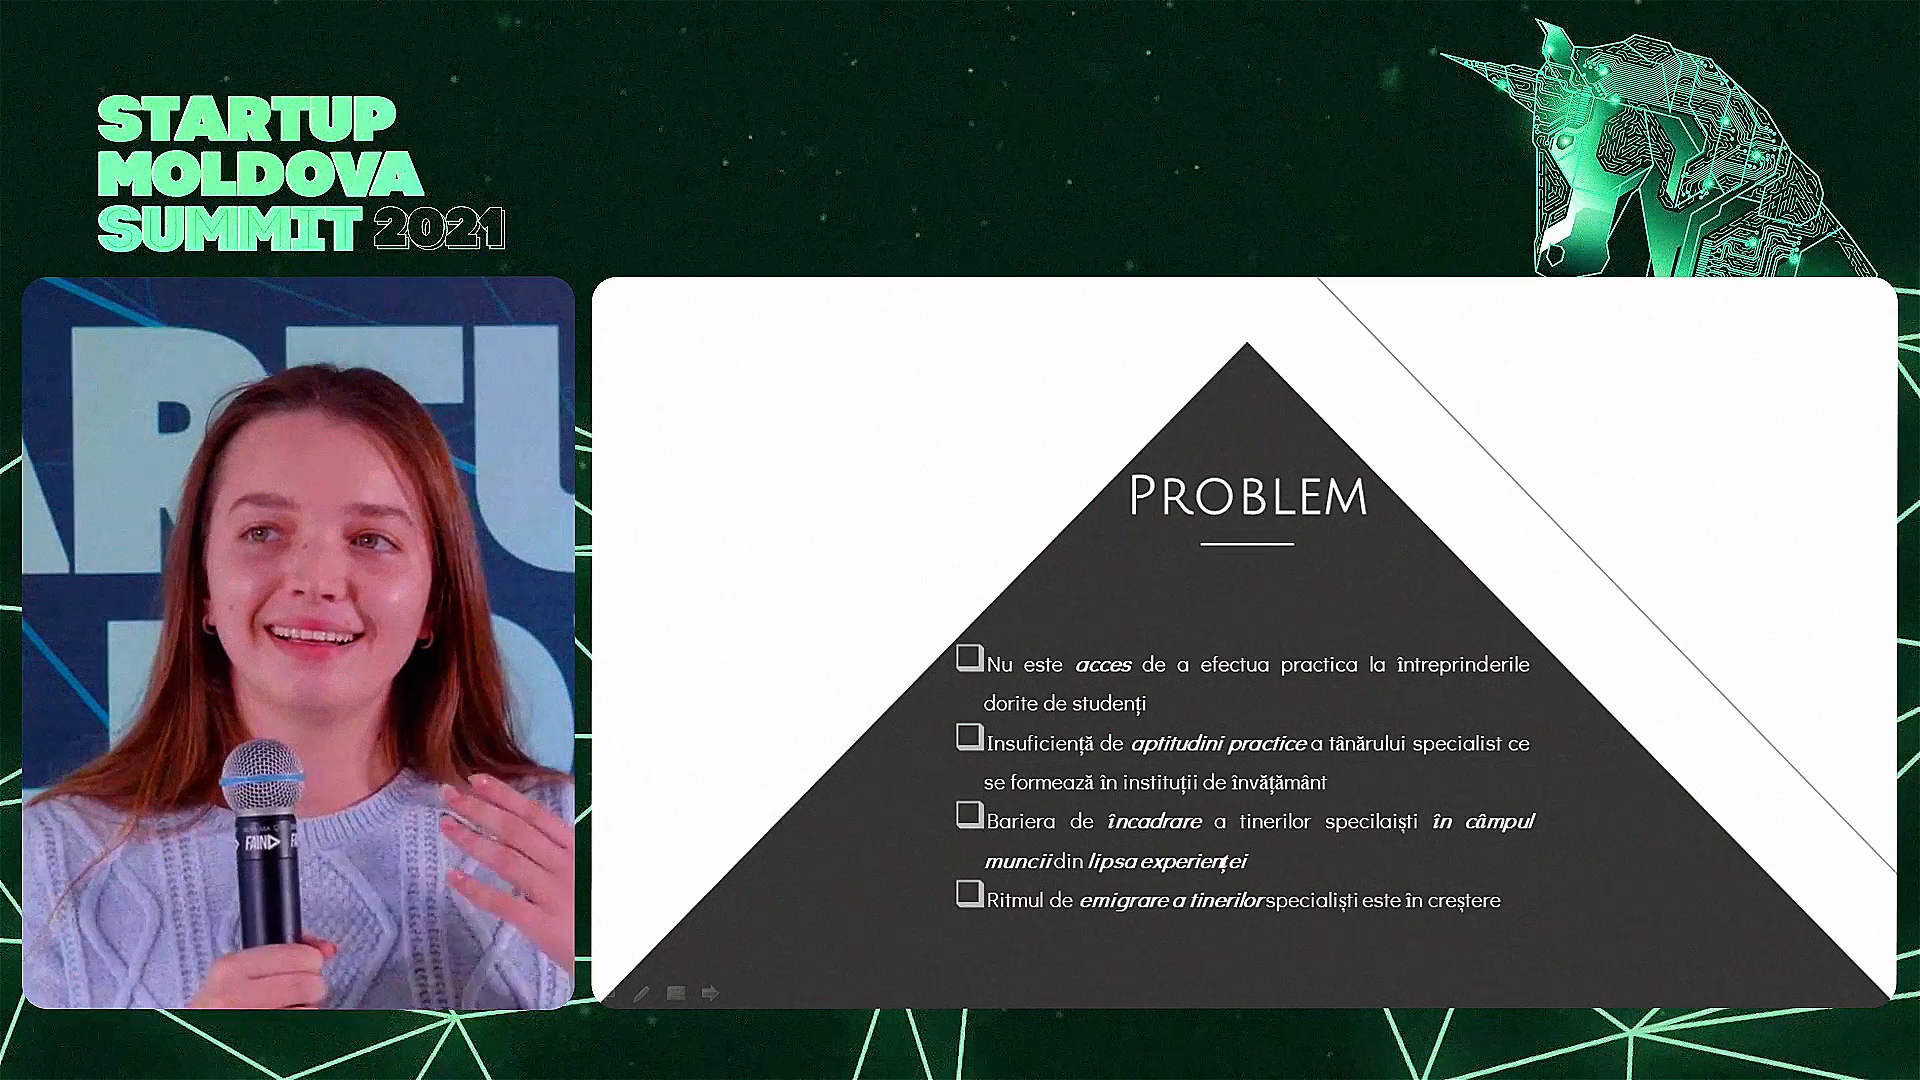 STARTUP
MOLDOVA
SUMMIT 2021
ARTU
FAIN
PROBLEM
Nu este acces de a efectua practica la întreprinderile
dorite de studenți
Insuficiență de aptitudini practice a tânărului specialist ce
se formează în instituții de învățământ
Bariera de încadrare a tinerilor specilaiști în câmpul
muncii din lipsa experienței
Ritmul de emigrare a tinerilor specialiști este în creștere